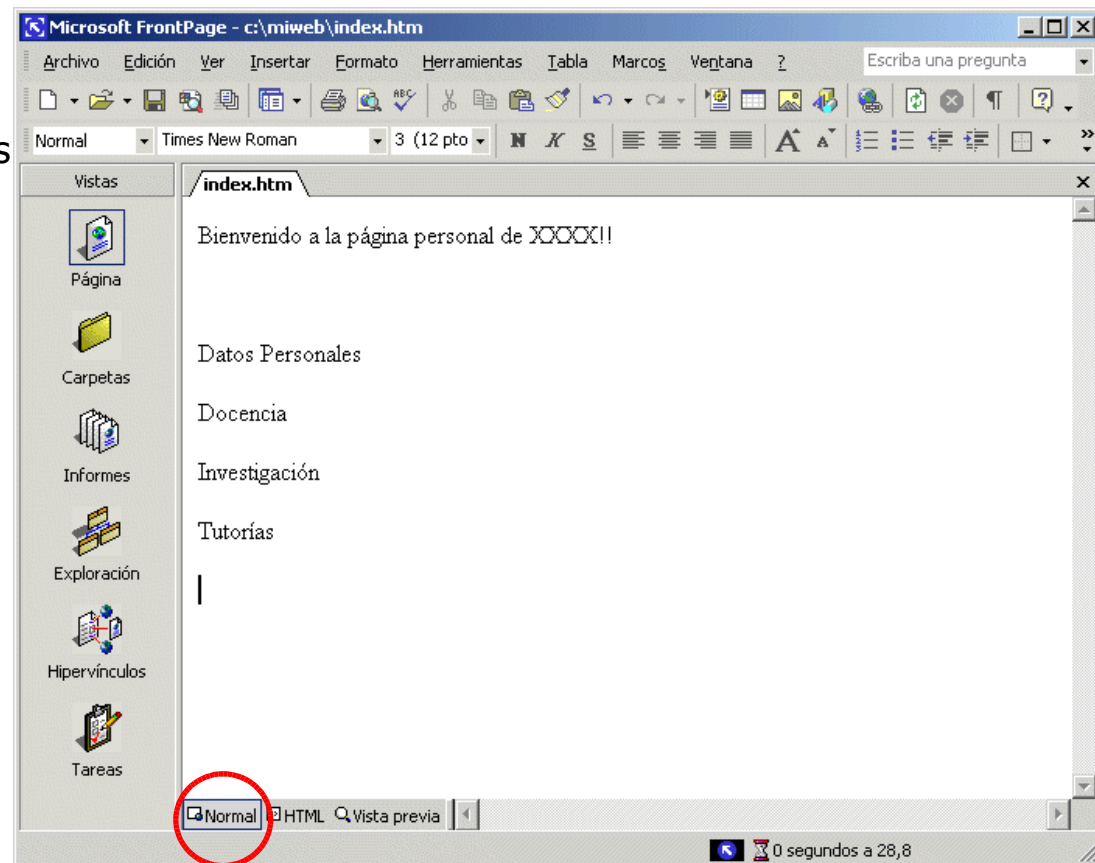 Microsoft FrontPage - c:\miweb\index.htm
Archivo Edición Ver Insertar Formato Herramientas Tabla Marcos Ventana ? Escriba una pregunta
s
Normal Times New Roman 3 (12 pto N K S
Vistas
index.htm
Bienvenido a la página personal de XXXX!!
Página
Datos Personales
Carpetas
Docencia
Informes
Investigación
Tutorías
Exploración
Hipervínculos
Tareas
Normal HTML Vista previa
0 segundos a 28,8